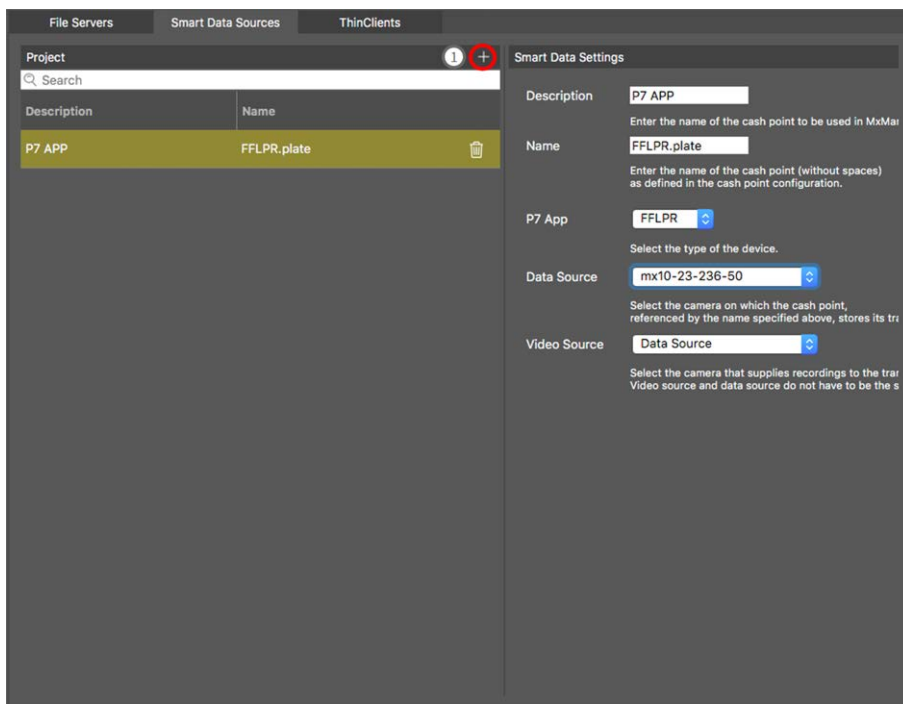 File Servers
Smart Data Sources
ThinClients
Project
1
+
Search
Description
Name
P7 APP
FFLPR.plate
Smart Data Settings
Description
P7 APP
Enter the name of the cash point to be used in MxMa
Name
FFLPR.plate
Enter the name of the cash point (without spaces)
as defined in the cash point configuration.
P7 App
FFLPR
Select the type of the device.
Data Source
mx10-23-236-50
Select the camera on which the cash point,
referenced by the name specified above, stores its tra
Video Source
Data Source
Select the camera that supplies recordings to the tra
Video source and data source do not have to be the s